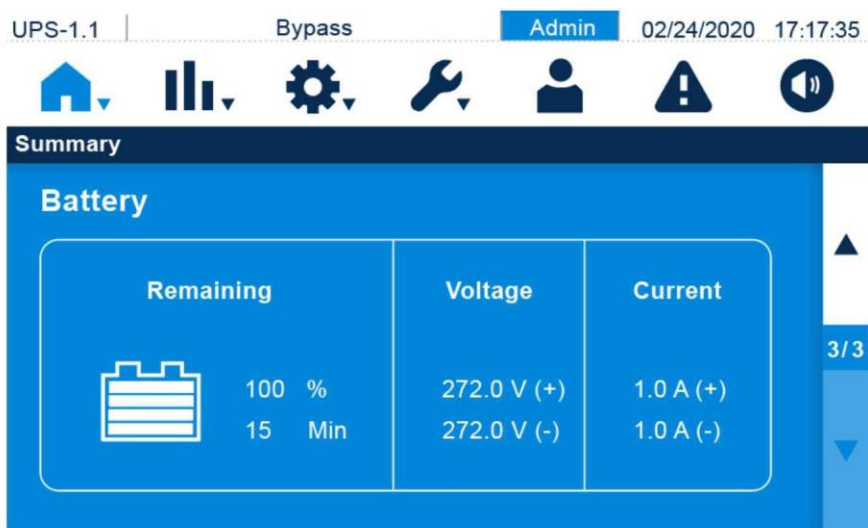 UPS-1.1 Bypass Admin 02/24/2020 17:17:35
Summary
Battery
Remaining Voltage Current
3/3
100 % 272.0 V (+) 1.0 A (+)
15 Min 272.0 V (-) 1.0 A (-)